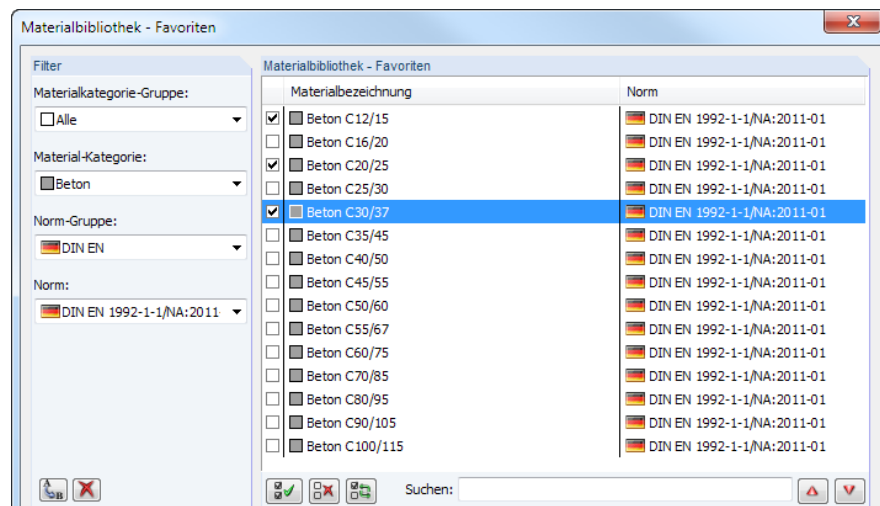 Materialbibliothek - Favoriten
Filter
Materialkategorie-Gruppe:
Alle
Material-Kategorie:
Beton
Norm-Gruppe:
DIN EN
Norm:
DIN EN 1992-1-1/NA:2011-
Materialbibliothek - Favoriten
Materialbezeichnung Norm
Beton C12/15 DIN EN 1992-1-1/NA:2011-01
Beton C16/20 DIN EN 1992-1-1/NA:2011-01
Beton C20/25 DIN EN 1992-1-1/NA:2011-01
Beton C25/30 DIN EN 1992-1-1/NA:2011-01
Beton C30/37 DIN EN 1992-1-1/NA:2011-01
Beton C35/45 DIN EN 1992-1-1/NA:2011-01
Beton C40/50 DIN EN 1992-1-1/NA:2011-01
Beton C45/55 DIN EN 1992-1-1/NA:2011-01
Beton C50/60 DIN EN 1992-1-1/NA:2011-01
Beton C55/67 DIN EN 1992-1-1/NA:2011-01
Beton C60/75 DIN EN 1992-1-1/NA:2011-01
Beton C70/85 DIN EN 1992-1-1/NA:2011-01
Beton C80/95 DIN EN 1992-1-1/NA:2011-01
Beton C90/105 DIN EN 1992-1-1/NA:2011-01
Beton C100/115 DIN EN 1992-1-1/NA:2011-01
A B
Suchen: